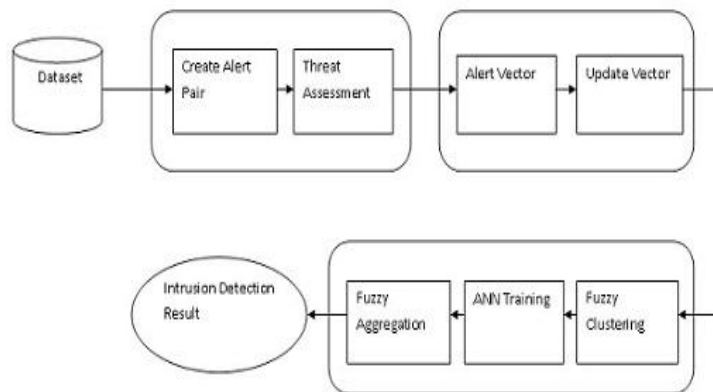 Dataset
Create Alert
Pair
Threat
Assessment
Alert Vector
Update Vector
Intrusion Detection
Result
Fuzzy
Aggregation
ANN Training
Fuzzy
Clustering